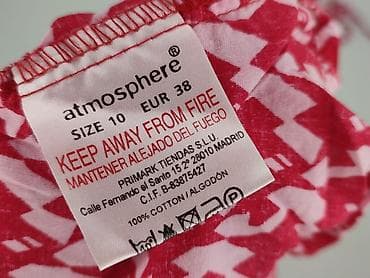 atmosphere®
SIZE 10 EUR 38
KEEP AWAY FROM FIRE
MANTENER ALEJADO DEL FUEGO
PRIMARK TIENDAS S.L.U.
Calle Fernando el Santo 15,2º 28010 MADRID
C.I.F. B-83875427
100% COTTON / ALGODÓN